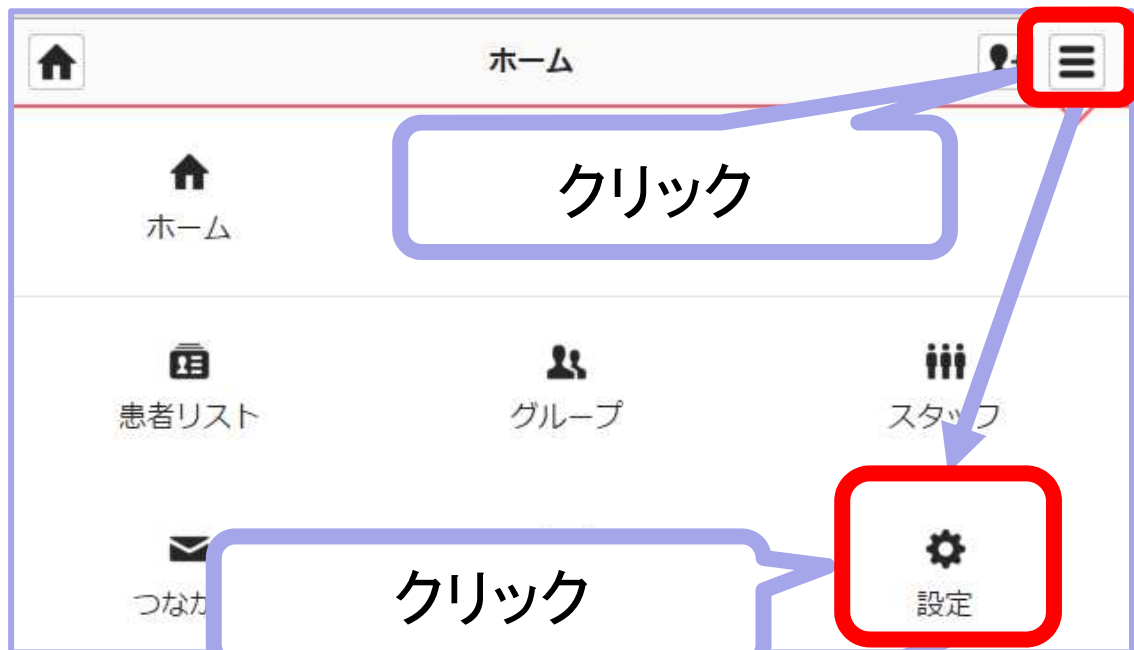 ホーム
クリック
ホーム
患者リスト
グループ
スタッフ
クリック
設定